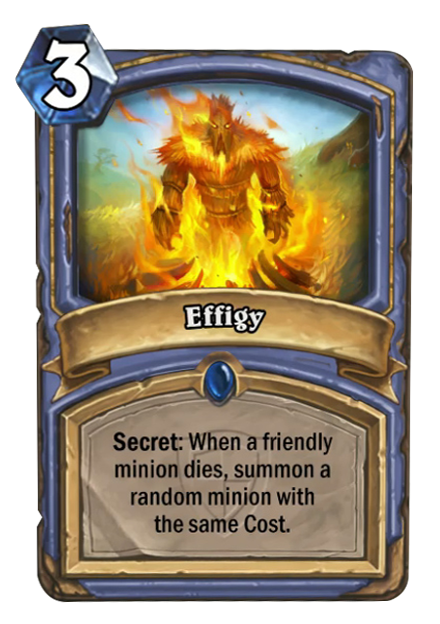 3
Effigy
Secret: When a friendly
minion dies, summon a
random minion with
the same Cost.